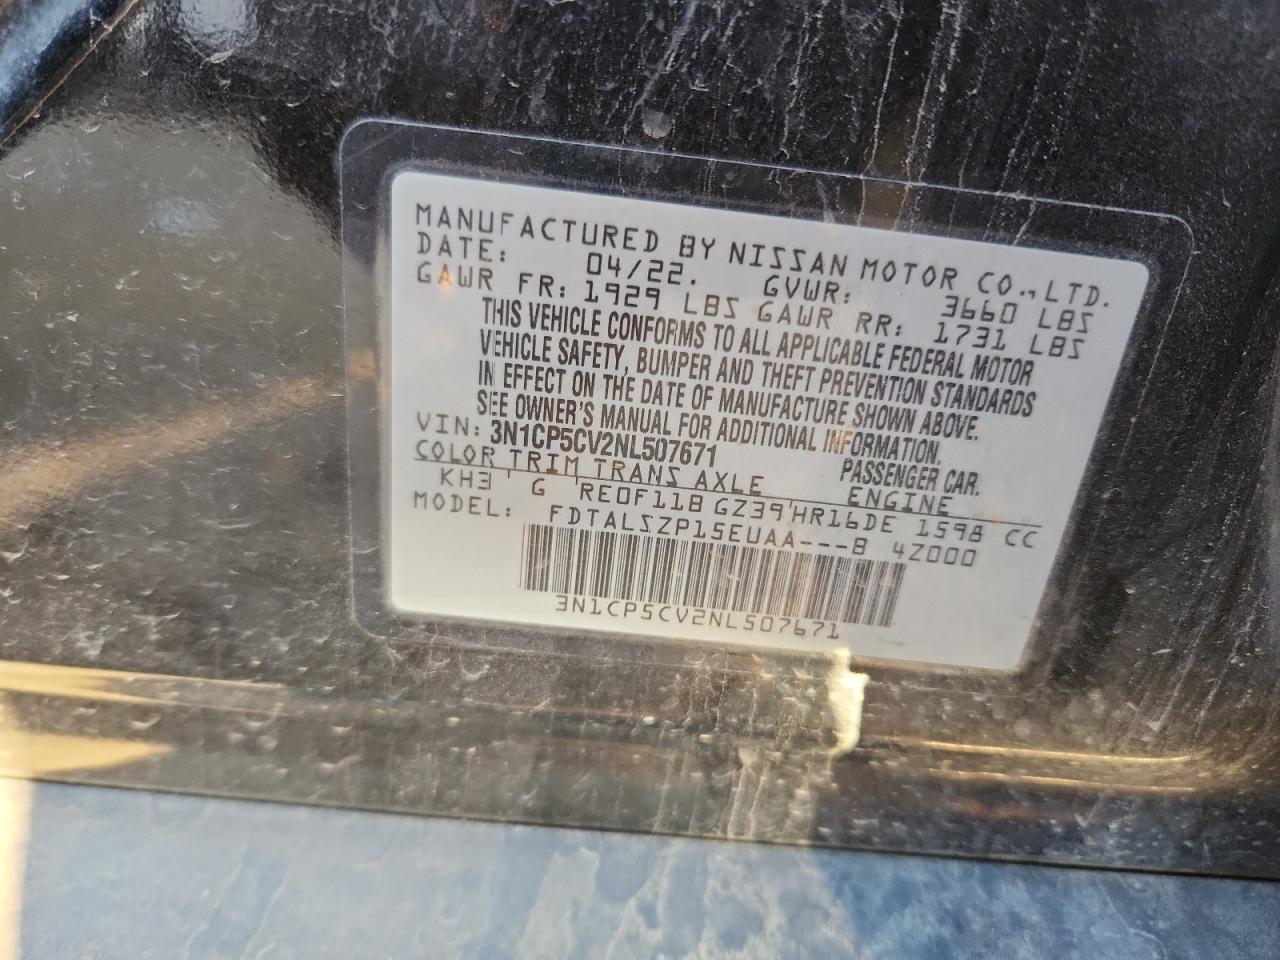 MANUFACTURED BY NISSAN MOTOR CO.,LTD.
DATE: 04/22. GVWR: 3660 LBS
GAWR FR: 1929 LBS GAWR RR: 1731 LBS
THIS VEHICLE CONFORMS TO ALL APPLICABLE FEDERAL MOTOR
VEHICLE SAFETY, BUMPER AND THEFT PREVENTION STANDARDS
IN EFFECT ON THE DATE OF MANUFACTURE SHOWN ABOVE.
SEE OWNER'S MANUAL FOR ADDITIONAL INFORMATION.
VIN: 3N1CP5CV2NL507671 PASSENGER CAR.
COLOR TRIM TRANS AXLE ENGINE
KH3 G RE0F11B GZ39 HR16DE 1598 CC
MODEL: FDTALSZP15EUAA---B 4Z000
3N1CP5CV2NL507671